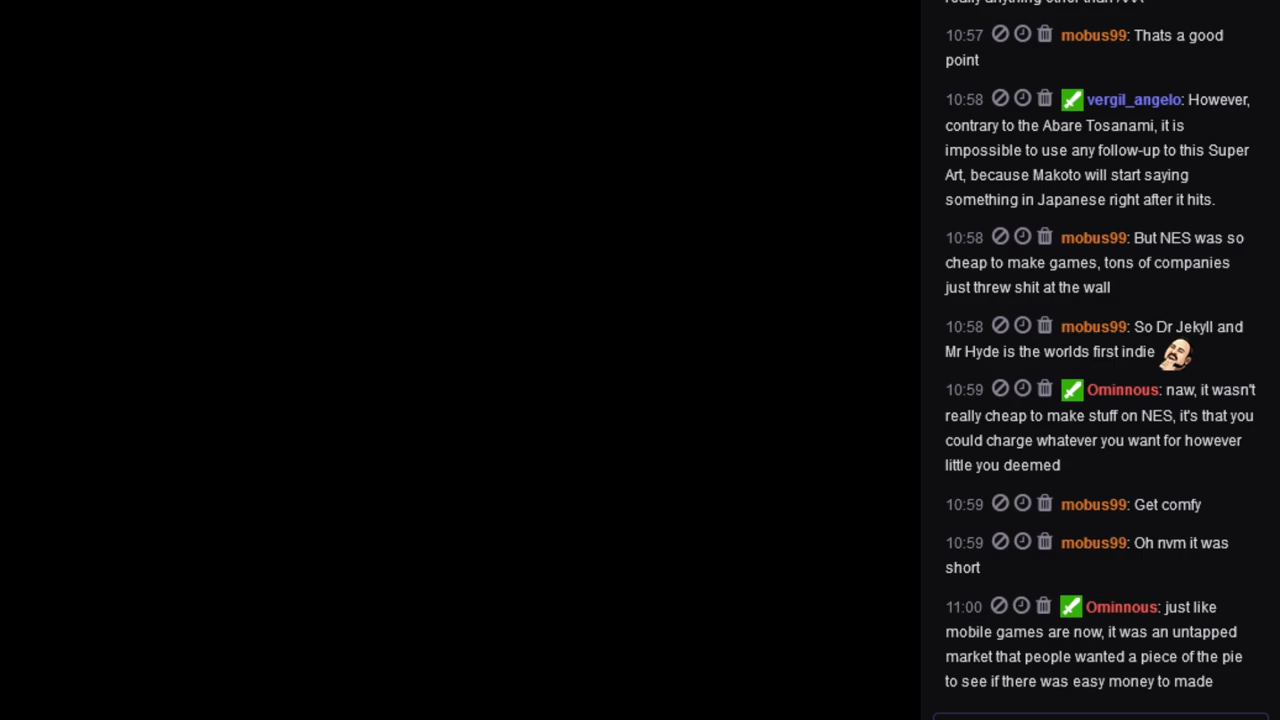 10:57 mobus99: Thats a good
point
10:58 vergil_angelo: However,
contrary to the Abare Tosanami, it is
impossible to use any follow-up to this Super
Art, because Makoto will start saying
something in Japanese right after it hits.
10:58 mobus99: But NES was so
cheap to make games, tons of companies
just threw shit at the wall
10:58 mobus99: So Dr Jekyll and
Mr Hyde is the worlds first indie
10:59 Ominnous: naw, it wasn't
really cheap to make stuff on NES, it's that you
could charge whatever you want for however
little you deemed
10:59 mobus99: Get comfy
10:59 mobus99: Oh nvm it was
short
11:00 Ominnous: just like
mobile games are now, it was an untapped
market that people wanted a piece of the pie
to see if there was easy money to made